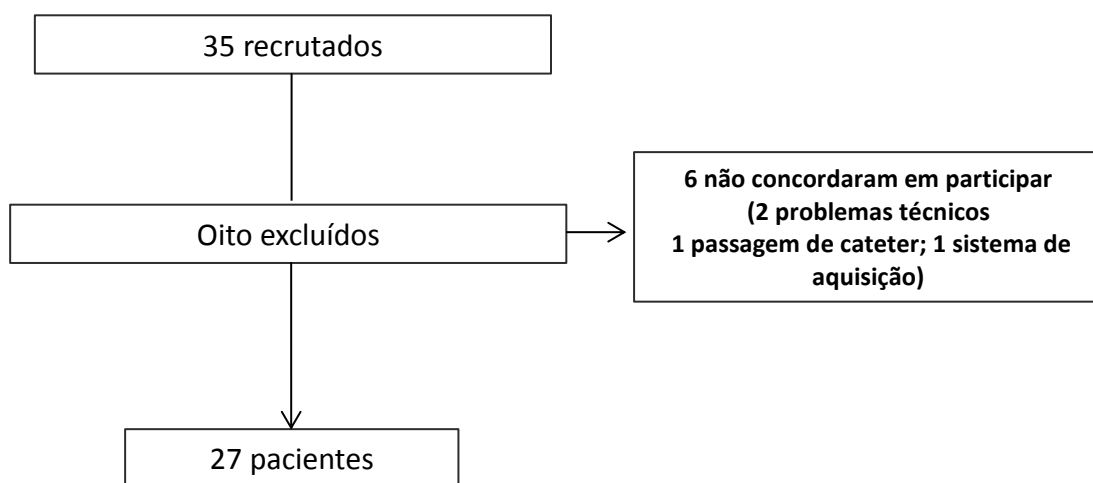 35 recrutados
6 não concordaram em participar
(2 problemas técnicos
1 passagem de cateter; 1 sistema de
aquisição)
Oito excluídos
27 pacientes